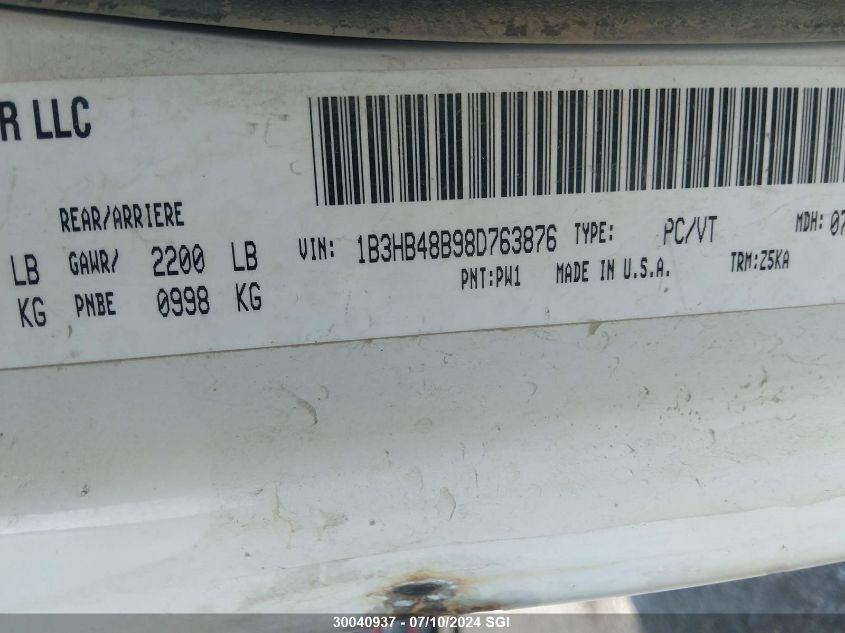 R LLC
REAR/ARRIERE
LB GAWR/ 2200 LB
KG PNBE 0998 KG
VIN: 1B3HB48B98D763876 TYPE: PC/VT MDH: 07
PNT:PW1 MADE IN U.S.A. TRM:Z5KA
30040937 - 07/10/2024 SGI